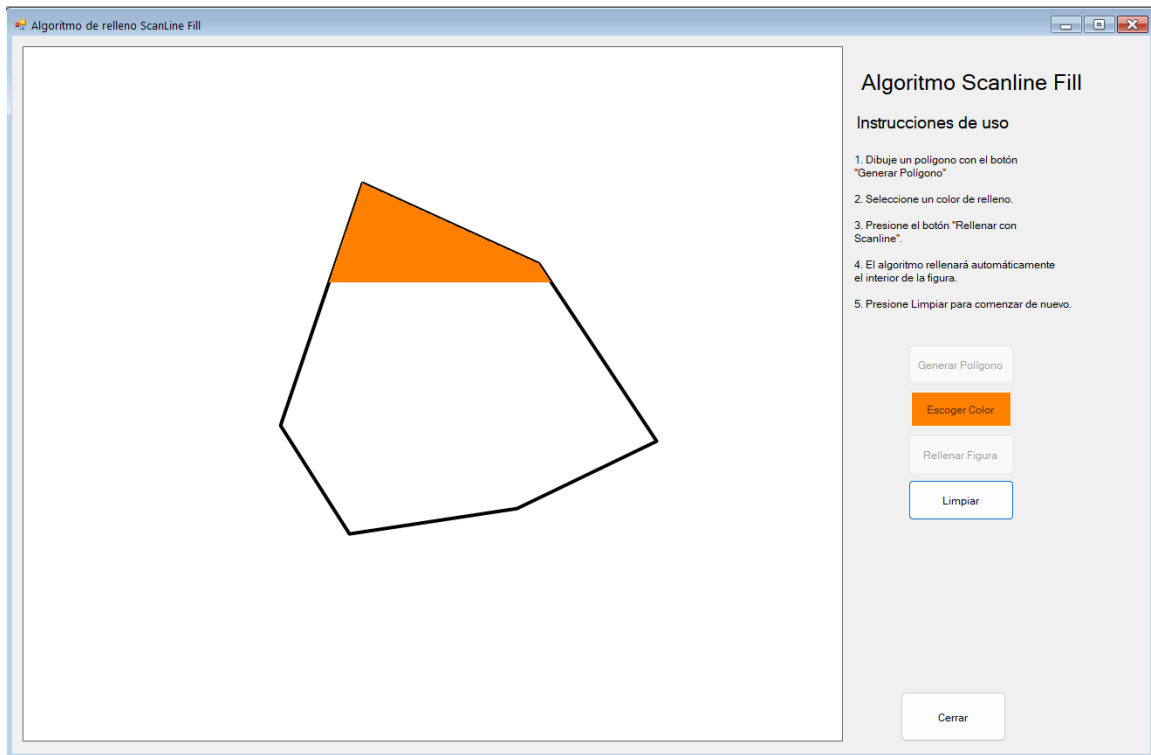 Algoritmo de relleno ScanLine Fill
Algoritmo Scanline Fill
Instrucciones de uso
1. Dibuje un polígono con el botón
"Generar Polígono"
2. Seleccione un color de relleno.
3. Presione el botón "Rellenar con
Scanline".
4. El algoritmo rellenará automáticamente
el interior de la figura.
5. Presione Limpiar para comenzar de nuevo.
Generar Polígono
Escoger Color
Rellenar Figura
Limpiar
Cerrar